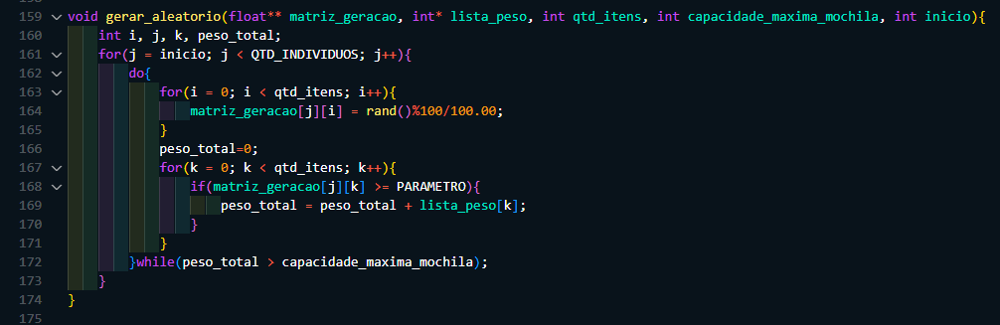 159 void gerar_aleatorio(float** matriz_geracao, int* lista_peso, int qtd_itens, int capacidade_maxima_mochila, int inicio){
160 int i, j, k, peso_total;
161 for(j = inicio; j < QTD_INDIVIDUOS; j++){
162 do{
163 for(i = 0; i < qtd_itens; i++){
164 matriz_geracao[j][i] = rand()%100/100.00;
165 }
166 peso_total=0;
167 for(k = 0; k < qtd_itens; k++){
168 if(matriz_geracao[j][k] >= PARAMETRO){
169 peso_total = peso_total + lista_peso[k];
170 }
171 }
172 }while(peso_total > capacidade_maxima_mochila);
173 }
174 }
175